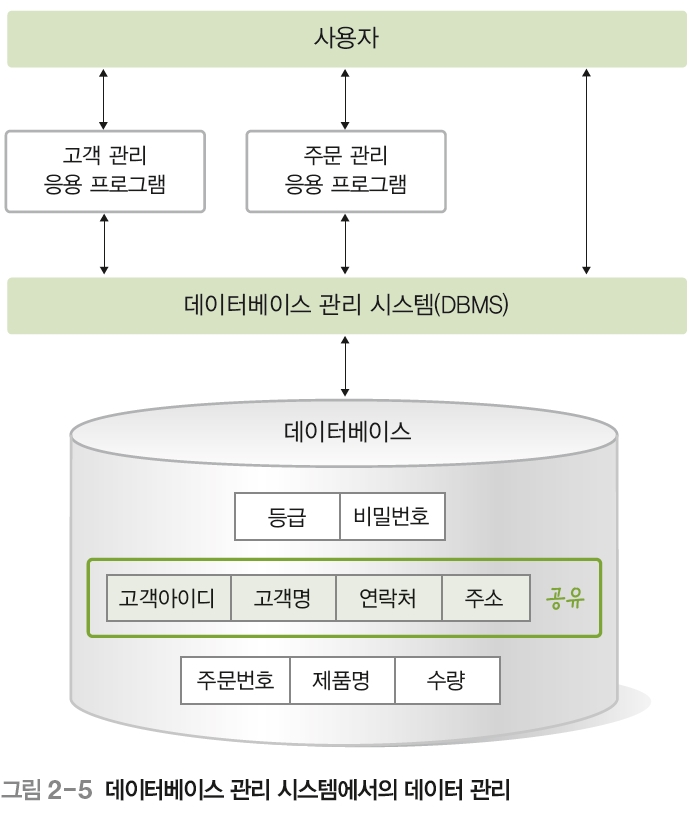 사용자
고객 관리
응용 프로그램
주문 관리
응용 프로그램
데이터베이스 관리 시스템(DBMS)
데이터베이스
등급 비밀번호
고객아이디 고객명 연락처 주소 공유
주문번호 제품명 수량
그림 2-5 데이터베이스 관리 시스템에서의 데이터 관리